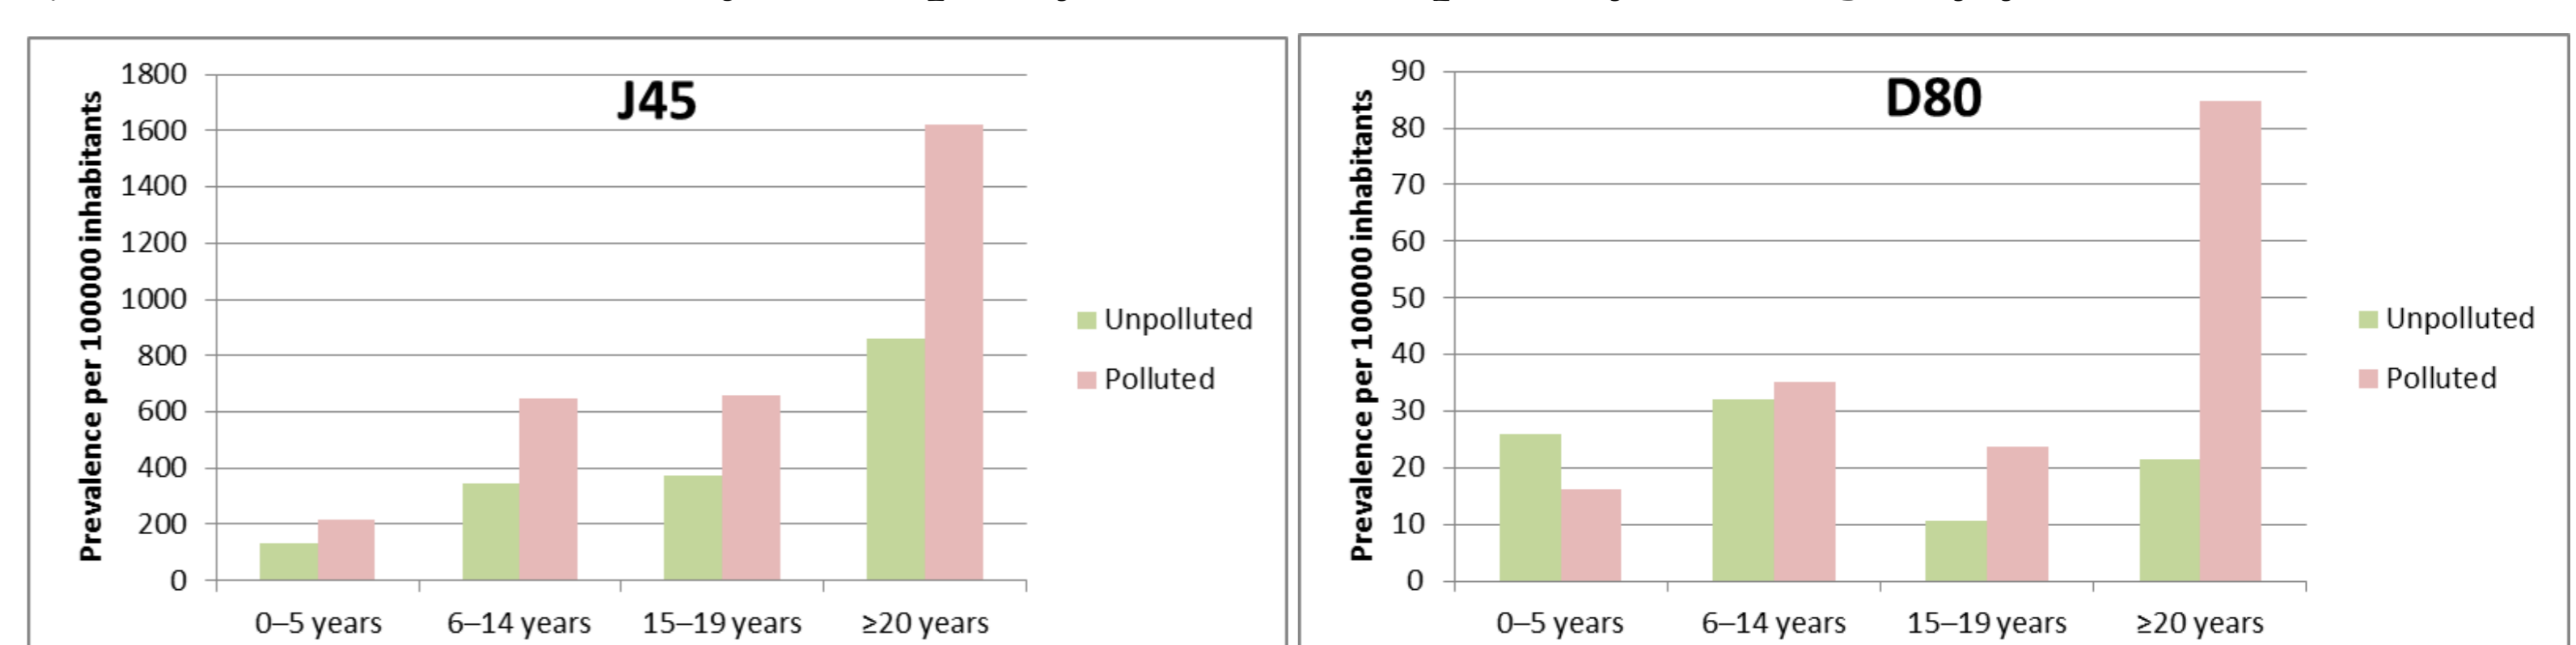 J45
Prevalence per 100000 inhabitants
1800
1600
1400
1200
1000
800
600
400
200
0
0–5 years
6–14 years
15–19 years
≥20 years
Unpolluted
Polluted
D80
Prevalence per 100000 inhabitants
90
80
70
60
50
40
30
20
10
0
0–5 years
6–14 years
15–19 years
≥20 years
Unpolluted
Polluted